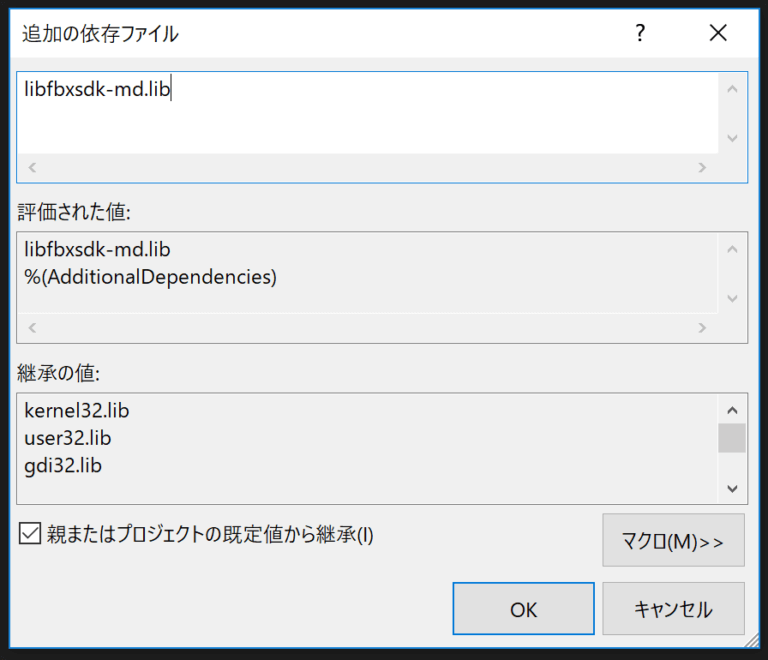 追加の依存ファイル
?
libfbxsdk-md.lib
評価された値:
libfbxsdk-md.lib
%(AdditionalDependencies)
継承の値:
kernel32.lib
user32.lib
gdi32.lib
親またはプロジェクトの既定値から継承(I)
マクロ(M)>>
OK
キャンセル